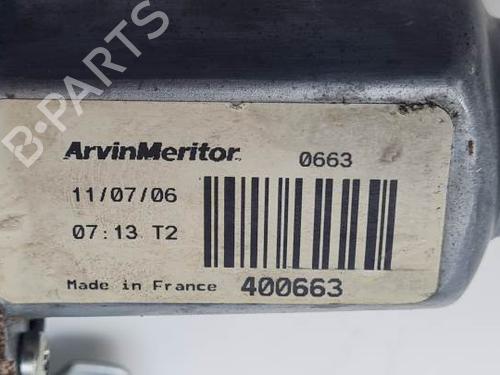 B-PARTS
ArvinMeritor. 0663
11/07/06
07:13 T2
Made in France 400663